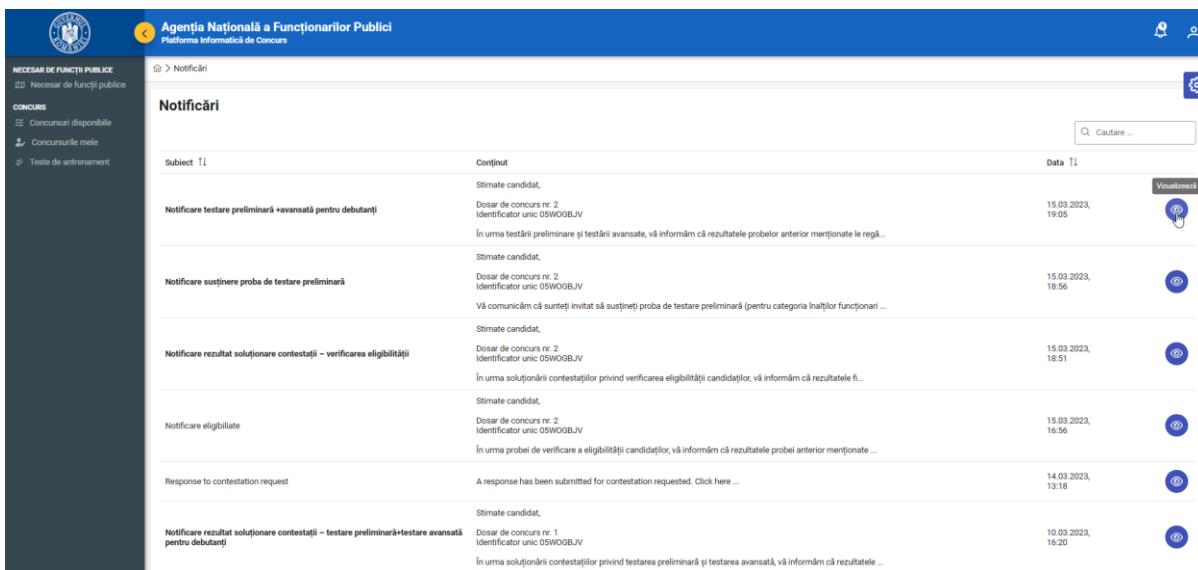 Agenția Națională a Funcționarilor Publici
Platforma Informatică de Concurs
NECESAR DE FUNCȚII PUBLICE
Necesar de funcții publice
CONCURS
Concursuri disponibile
Concursurile mele
Teste de antrenament
Notificări
Notificări
Cautare ...
Subiect
Conținut
Data
Vizualizează
Notificare testare preliminară +avansată pentru debutanți
Stimate candidat,
Dosar de concurs nr. 2
Identificator unic 05WOGBJV
În urma testării preliminare și testării avansate, vă informăm că rezultatele probelor anterior menționate le regă...
15.03.2023,
19:05
Notificare susținere proba de testare preliminară
Stimate candidat,
Dosar de concurs nr. 2
Identificator unic 05WOGBJV
Vă comunicăm că sunteți invitat să susțineți proba de testare preliminară (pentru categoria înalților funcționari ...
15.03.2023,
18:56
Notificare rezultat soluționare contestații – verificarea eligibilității
Stimate candidat,
Dosar de concurs nr. 2
Identificator unic 05WOGBJV
În urma soluționării contestațiilor privind verificarea eligibilității candidaților, vă informăm că rezultatele fi...
15.03.2023,
18:51
Notificare eligibiliate
Stimate candidat,
Dosar de concurs nr. 2
Identificator unic 05WOGBJV
În urma probei de verificare a eligibilității candidaților, vă informăm că rezultatele probei anterior menționate ...
15.03.2023,
16:56
Response to contestation request
A response has been submitted for contestation requested. Click here ...
14.03.2023,
13:18
Notificare rezultat soluționare contestații – testare preliminară+testare avansată
pentru debutanți
Stimate candidat,
Dosar de concurs nr. 1
Identificator unic 05WOGBJV
În urma soluționării contestațiilor privind testarea preliminară și testarea avansată, vă informăm că rezultatele ...
10.03.2023,
16:20